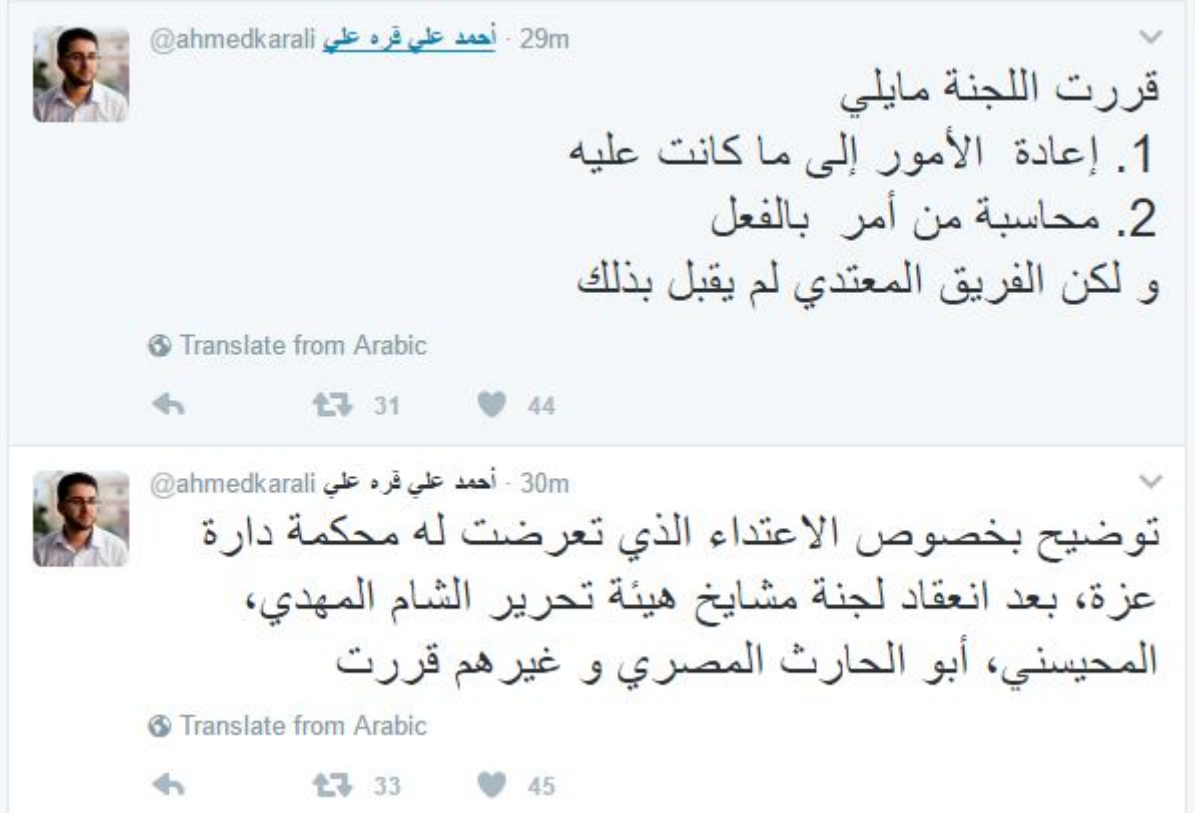 @ahmedkarali أحمد علي قره علي · 29m
قررت اللجنة مايلي
1. إعادة الأمور إلى ما كانت عليه
2. محاسبة من أمر بالفعل
و لكن الفريق المعتدي لم يقبل بذلك
Translate from Arabic
31 44
@ahmedkarali أحمد علي قره علي · 30m
توضيح بخصوص الاعتداء الذي تعرضت له محكمة دارة
عزة، بعد انعقاد لجنة مشايخ هيئة تحرير الشام المهدي،
المحيسني، أبو الحارث المصري و غيرهم قررت
Translate from Arabic
33 45